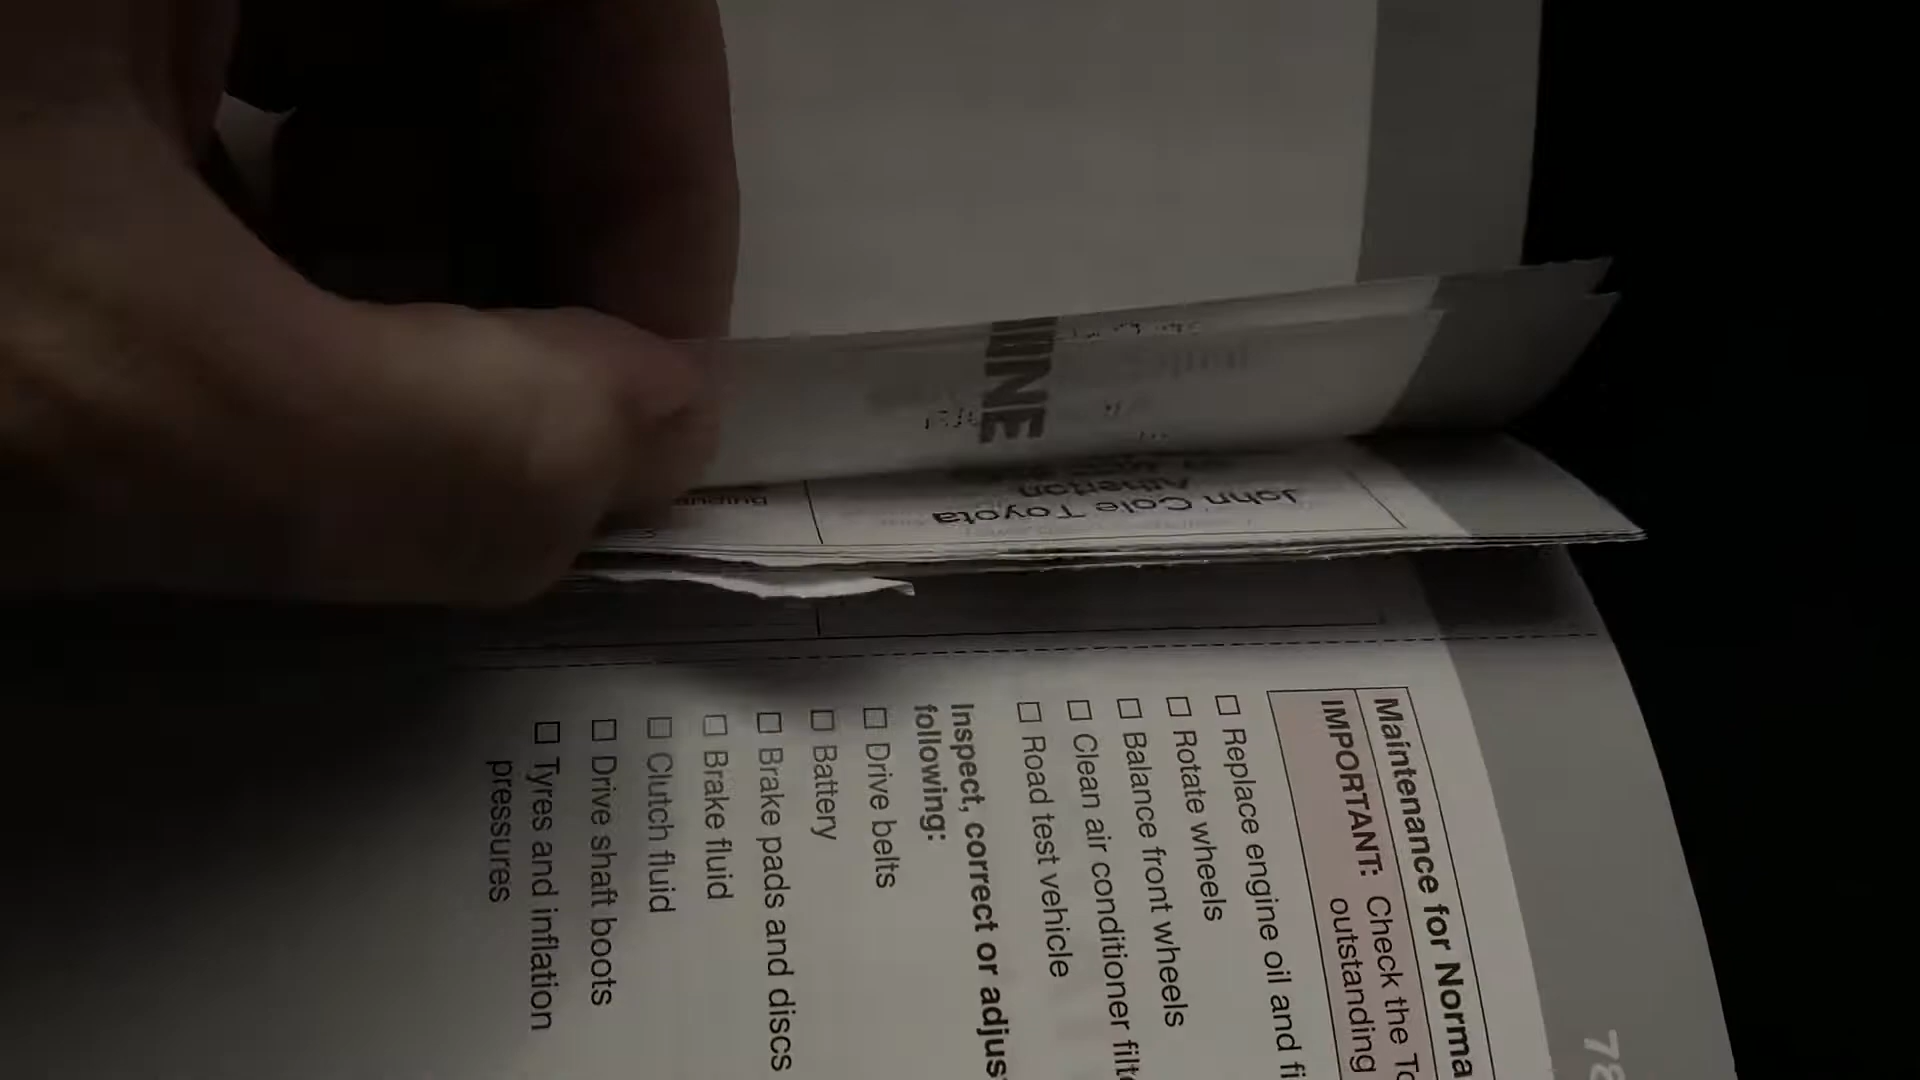 Maintenance for Norma
IMPORTANT: Check the To
outstanding
Replace engine oil and fi
Rotate wheels
Balance front wheels
Clean air conditioner filte
Road test vehicle
Inspect, correct or adjus
following:
Drive belts
Battery
Brake pads and discs
Brake fluid
Clutch fluid
Drive shaft boots
Tyres and inflation
pressures
78
John Cole Toyota
Atherton